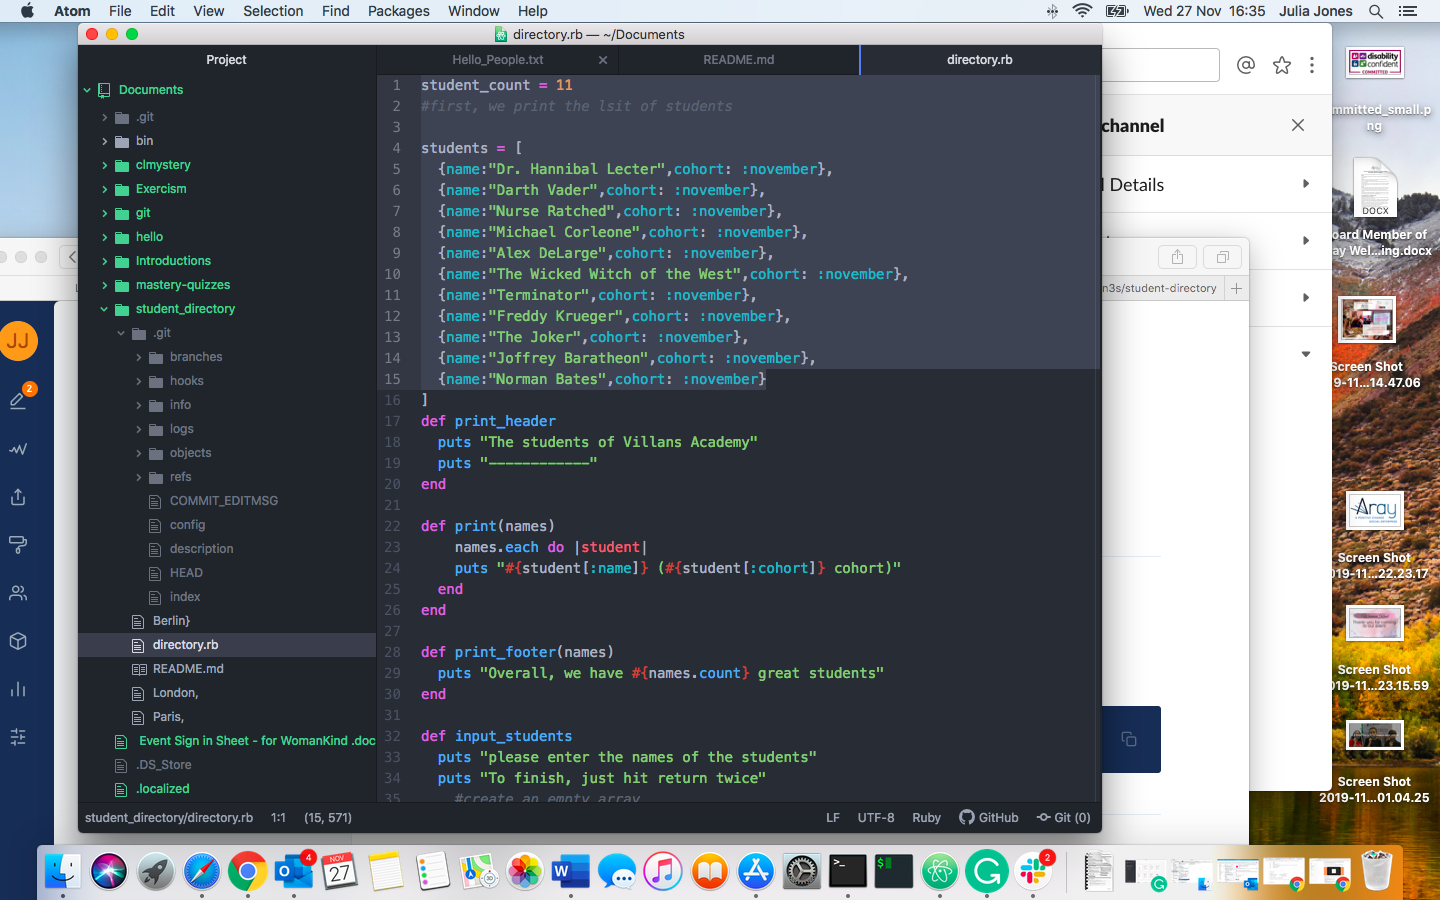 Atom File Edit View Selection Find Packages Window Help Wed 27 Nov 16:35 Julia Jones
directory.rb — ~/Documents
Project
Hello_People.txt
README.md
directory.rb
Documents
.git
bin
clmystery
Exercism
git
hello
Introductions
mastery-quizzes
student_directory
.git
branches
hooks
info
logs
objects
refs
COMMIT_EDITMSG
config
description
HEAD
index
Berlin}
directory.rb
README.md
London,
Paris,
Event Sign in Sheet - for WomanKind .doc
.DS_Store
.localized
1 student_count = 11
2 #first, we print the lsit of students
3
4 students = [
5 {name:"Dr. Hannibal Lecter",cohort: :november},
6 {name:"Darth Vader",cohort: :november},
7 {name:"Nurse Ratched",cohort: :november},
8 {name:"Michael Corleone",cohort: :november},
9 {name:"Alex DeLarge",cohort: :november},
10 {name:"The Wicked Witch of the West",cohort: :november},
11 {name:"Terminator",cohort: :november},
12 {name:"Freddy Krueger",cohort: :november},
13 {name:"The Joker",cohort: :november},
14 {name:"Joffrey Baratheon",cohort: :november},
15 {name:"Norman Bates",cohort: :november}
16 ]
17 def print_header
18 puts "The students of Villans Academy"
19 puts "————————————"
20 end
21
22 def print(names)
23 names.each do |student|
24 puts "#{student[:name]} (#{student[:cohort]} cohort)"
25 end
26 end
27
28 def print_footer(names)
29 puts "Overall, we have #{names.count} great students"
30 end
31
32 def input_students
33 puts "please enter the names of the students"
34 puts "To finish, just hit return twice"
35 #create an empty array
student_directory/directory.rb 1:1 (15, 571) LF UTF-8 Ruby GitHub Git (0)
channel
Details
n3s/student-directory
JJ
2
disability
confident
COMMITTED
mmitted_small.p
ng
DOCX
oard Member of
ay Wel...ing.docx
Screen Shot
9-11...14.47.06
Aray
Screen Shot
019-11...22.23.17
Screen Shot
019-11...23.15.59
Screen Shot
2019-11...01.04.25
4
NOV
27
2